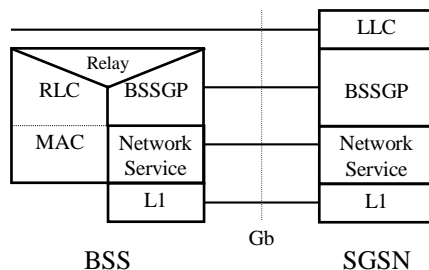 LLC
Relay
RLC
BSSGP
BSSGP
MAC
Network
Service
Network
Service
L1
L1
Gb
BSS
SGSN